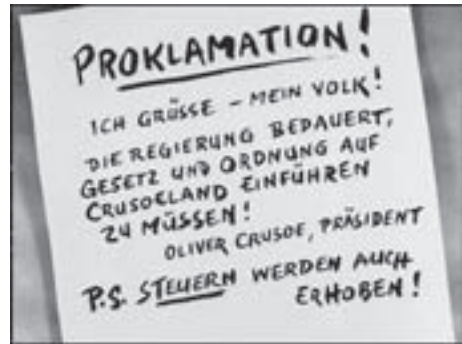 PROKLAMATION!
ICH GRÜSSE – MEIN VOLK!
DIE REGIERUNG BEDAUERT,
GESETZ UND ORDNUNG AUF
CRUSOELAND EINFÜHREN
ZU MÜSSEN!
OLIVER CRUSOE, PRÄSIDENT
P.S. STEUERN WERDEN AUCH
ERHOBEN!